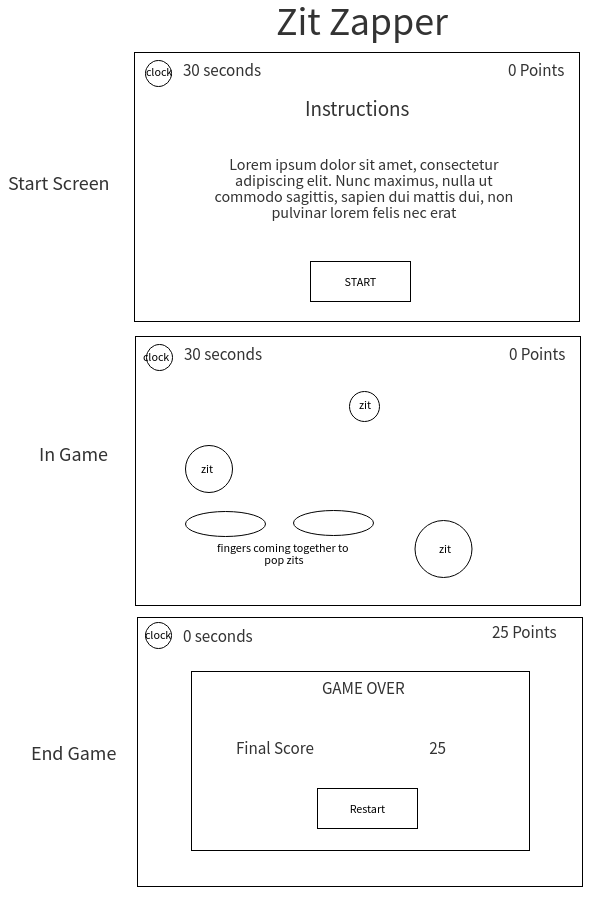 Zit Zapper
Start Screen
clock
30 seconds
0 Points
Instructions
Lorem ipsum dolor sit amet, consectetur
adipiscing elit. Nunc maximus, nulla ut
commodo sagittis, sapien dui mattis dui, non
pulvinar lorem felis nec erat
START
In Game
clock
30 seconds
0 Points
zit
zit
zit
fingers coming together to
pop zits
End Game
clock
0 seconds
25 Points
GAME OVER
Final Score
25
Restart